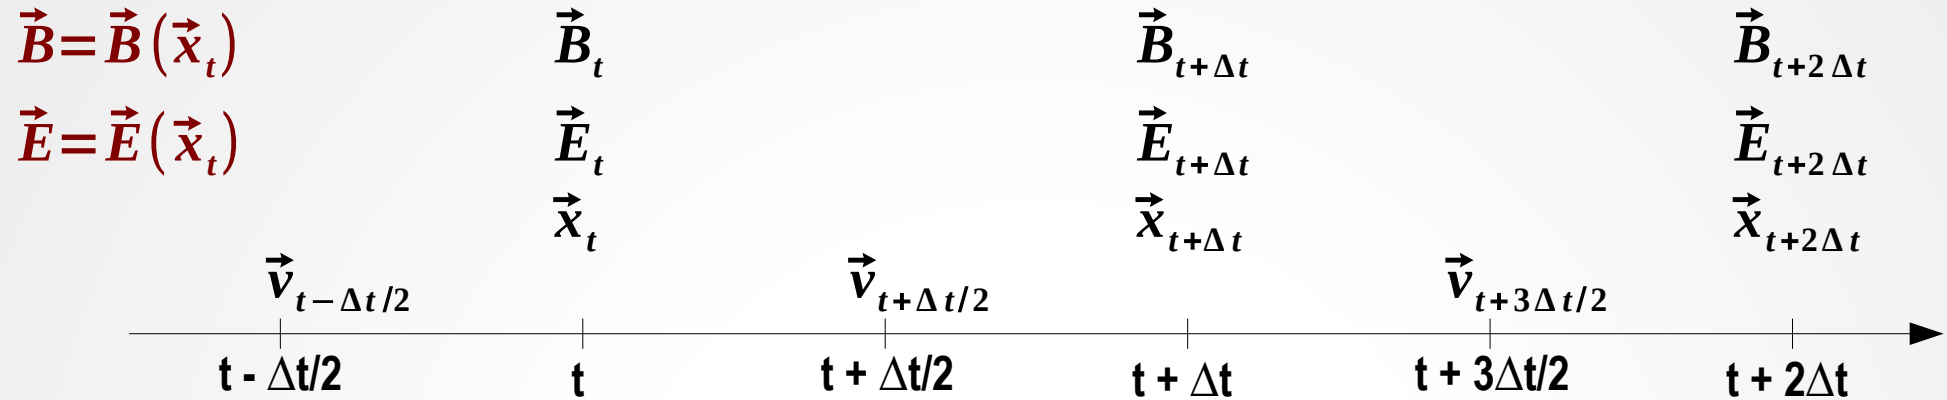 B⃗=B⃗(x⃗ₜ) B⃗ₜ B⃗ₜ₊Δt B⃗ₜ₊₂Δt
E⃗=E⃗(x⃗ₜ) E⃗ₜ E⃗ₜ₊Δt E⃗ₜ₊₂Δt
x⃗ₜ x⃗ₜ₊Δt x⃗ₜ₊₂Δt
v⃗ₜ₋Δt/2 v⃗ₜ₊Δt/2 v⃗ₜ₊₃Δt/2
t - Δt/2 t t + Δt/2 t + Δt t + 3Δt/2 t + 2Δt